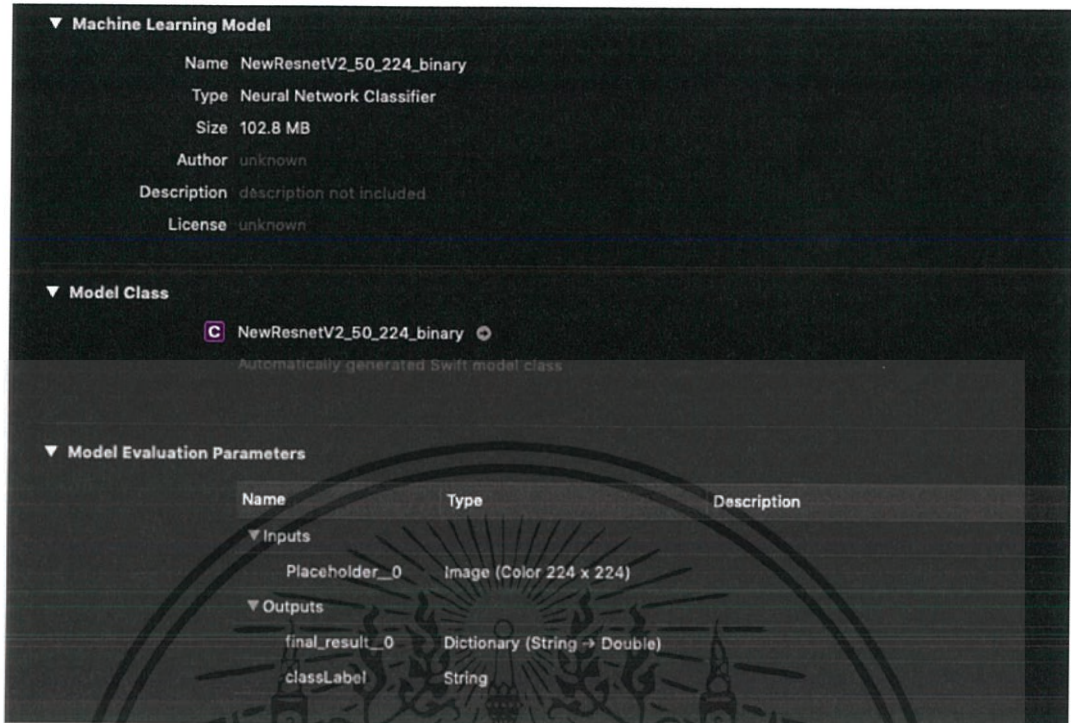 ▼ Machine Learning Model
Name NewResnetV2_50_224_binary
Type Neural Network Classifier
Size 102.8 MB
Author unknown
Description description not included
License unknown
▼ Model Class
C NewResnetV2_50_224_binary
Automatically generated Swift model class
▼ Model Evaluation Parameters
Name Type Description
▼ Inputs
Placeholder__0 Image (Color 224 x 224)
▼ Outputs
final_result__0 Dictionary (String → Double)
classLabel String